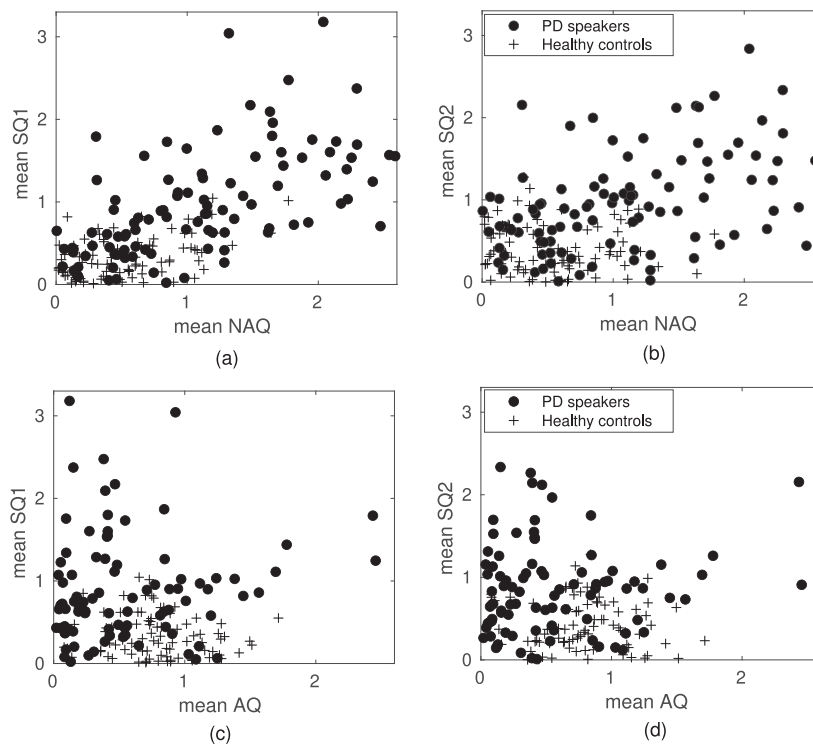 3
2
1
0
mean SQ1
0
1
2
mean NAQ
(a)
PD speakers
Healthy controls
3
2
1
0
mean SQ2
0
1
2
mean NAQ
(b)
3
2
1
0
mean SQ1
0
1
2
mean AQ
(c)
PD speakers
Healthy controls
3
2
1
0
mean SQ2
0
1
2
mean AQ
(d)